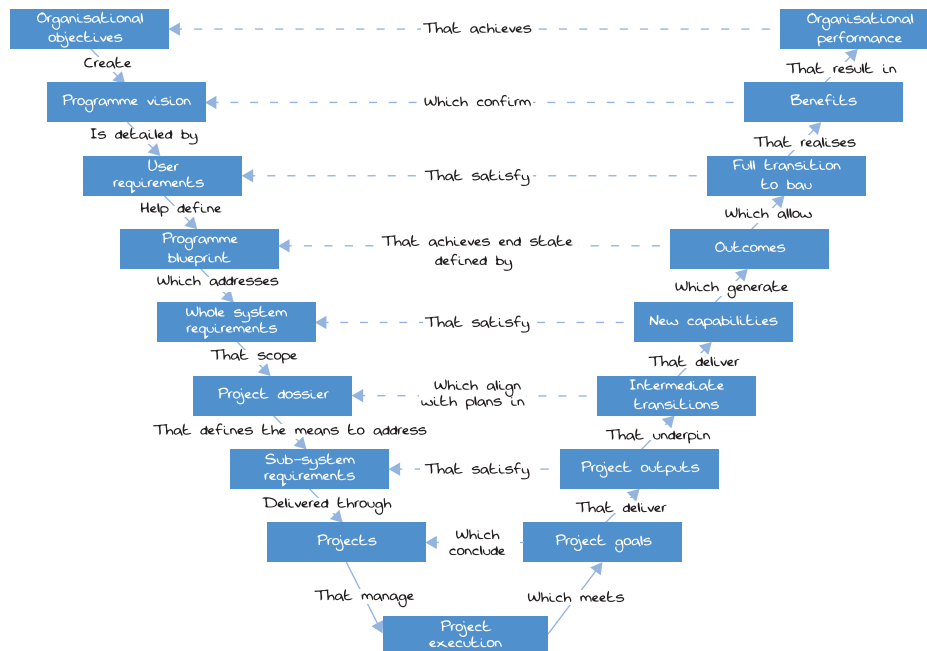 Organisational
objectives
That achieves
Organisational
performance
Create
That result in
Programme vision
Which confirm
Benefits
Is detailed by
That realises
User
requirements
That satisfy
Full transition
to bau
Help define
Which allow
Programme
blueprint
That achieves end state
defined by
Outcomes
Which addresses
Which generate
Whole system
requirements
That satisfy
New capabilities
That scope
That deliver
Project dossier
Which align
with plans in
Intermediate
transitions
That defines the means to address
That underpin
Sub-system
requirements
That satisfy
Project outputs
Delivered through
That deliver
Projects
Which
conclude
Project goals
That manage
Which meets
Project
execution